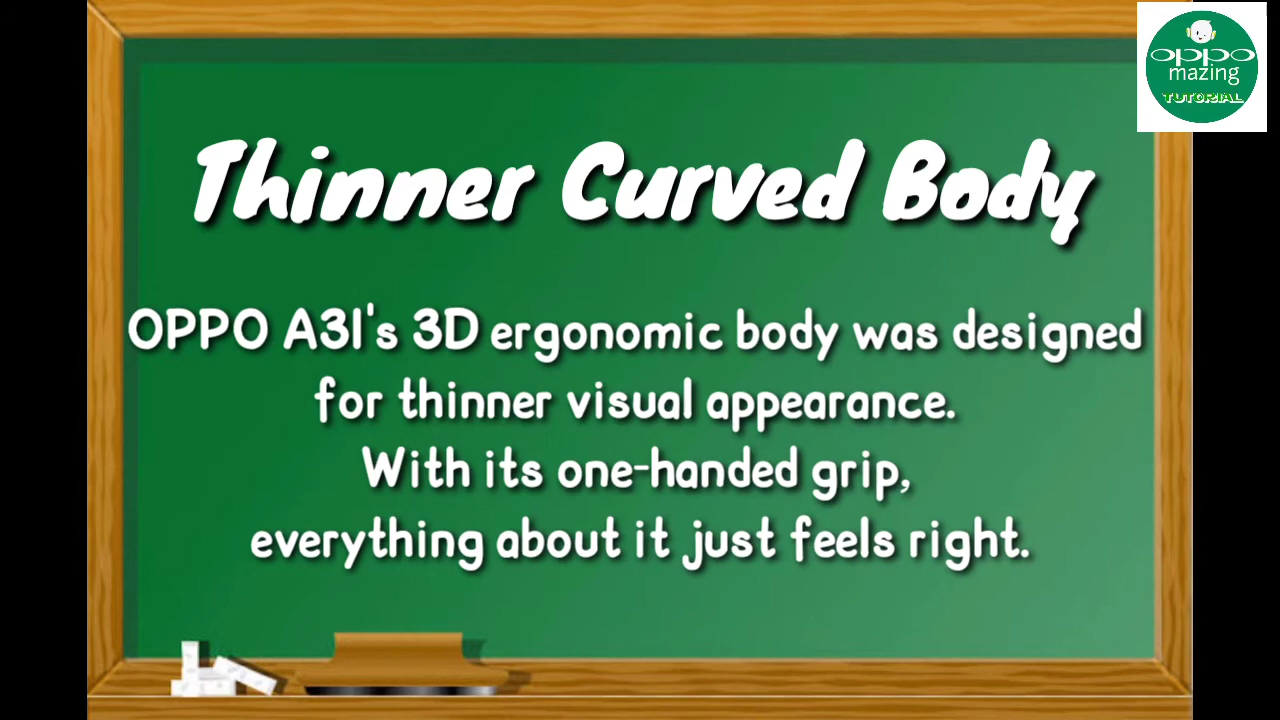 oppo
mazing
TUTORIAL
Thinner Curved Body
OPPO A31's 3D ergonomic body was designed
for thinner visual appearance.
With its one-handed grip,
everything about it just feels right.